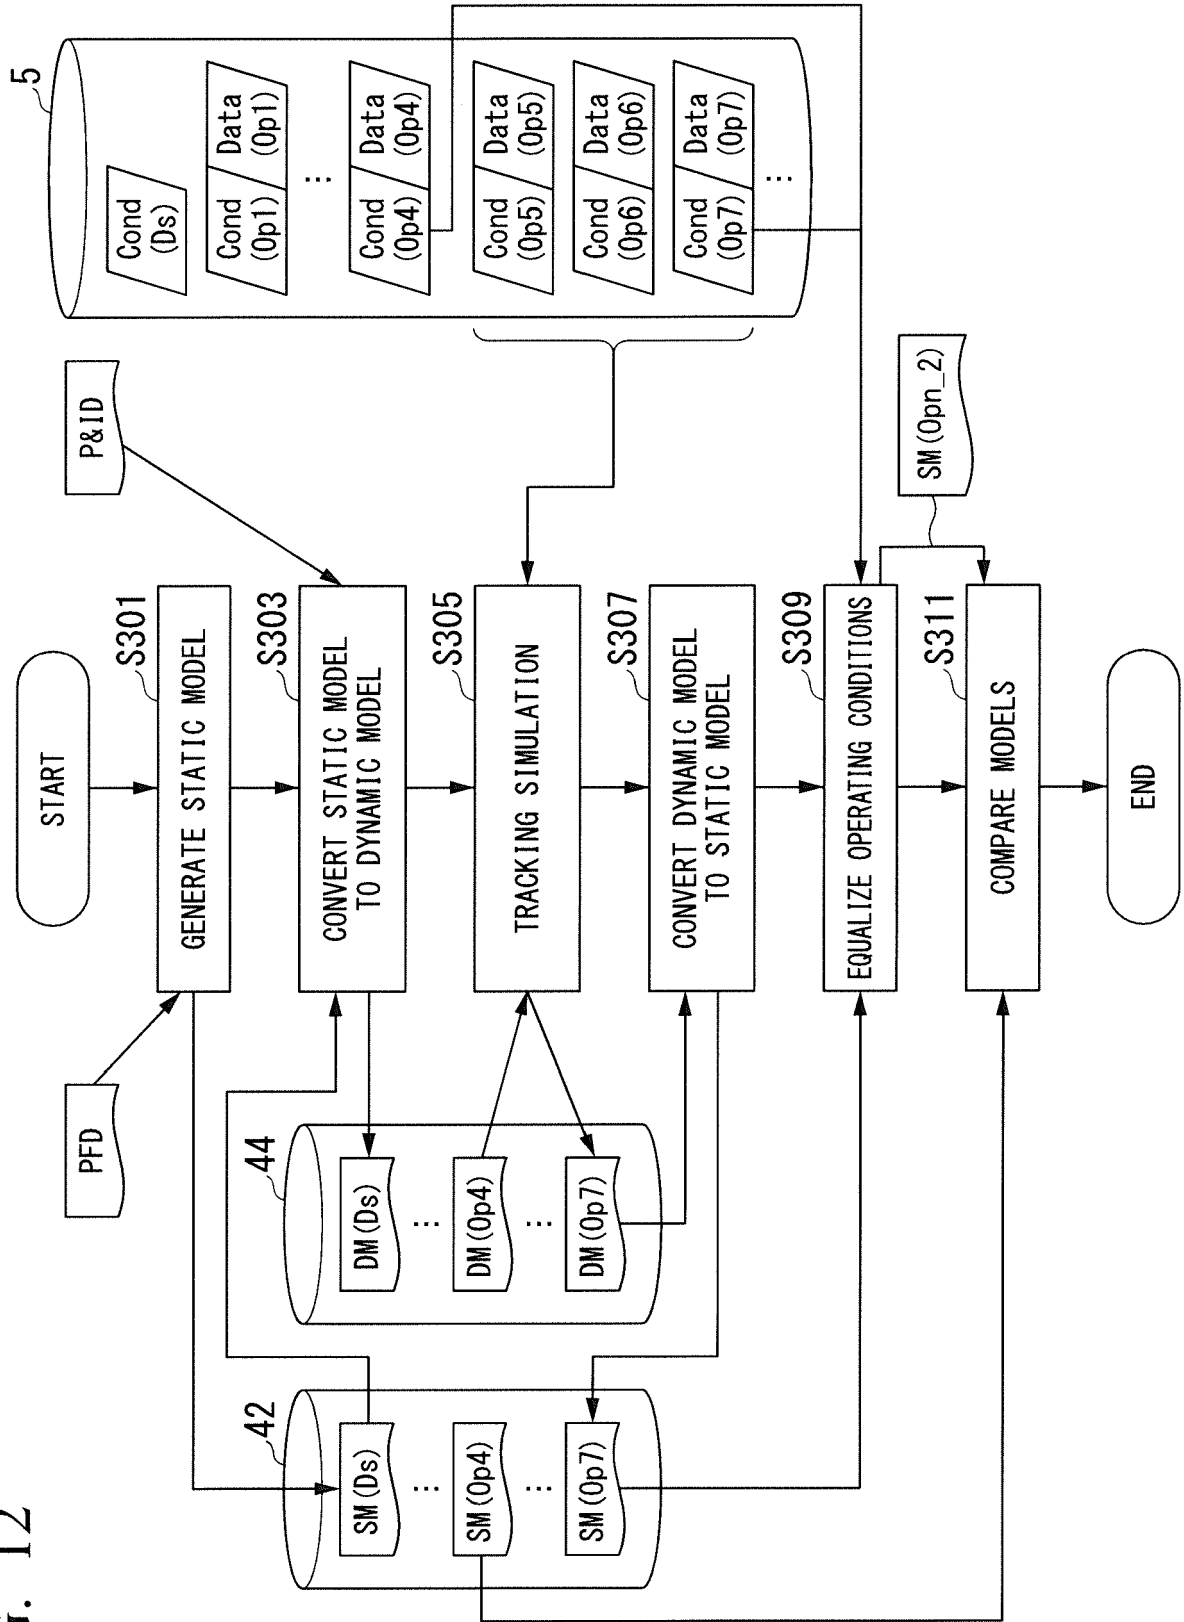 12
START
PFD
S301
GENERATE STATIC MODEL
P&ID
S303
CONVERT STATIC MODEL
TO DYNAMIC MODEL
S305
TRACKING SIMULATION
S307
CONVERT DYNAMIC MODEL
TO STATIC MODEL
S309
EQUALIZE OPERATING CONDITIONS
SM(Opn_2)
S311
COMPARE MODELS
END
42
SM(Ds)
⋮
SM(Op4)
⋮
SM(Op7)
44
DM(Ds)
⋮
DM(Op4)
⋮
DM(Op7)
5
Cond
(Ds)
Cond
(Op1)
Data
(Op1)
⋮
Cond
(Op4)
Data
(Op4)
Cond
(Op5)
Data
(Op5)
Cond
(Op6)
Data
(Op6)
Cond
(Op7)
Data
(Op7)
⋮